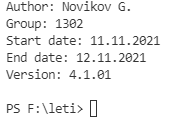 Author: Novikov G.
Group: 1302
Start date: 11.11.2021
End date: 12.11.2021
Version: 4.1.01
PS F:\leti>